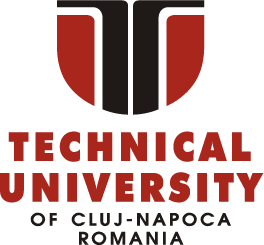 TECHNICAL
UNIVERSITY
OF CLUJ-NAPOCA
ROMANIA